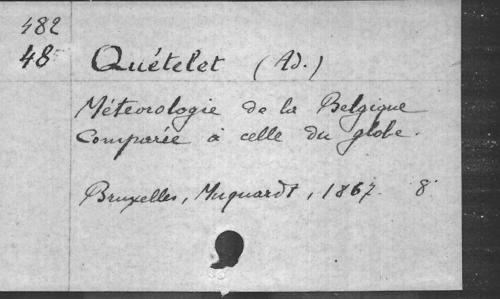 482
48 Quételet (Ad.)
Météorologie de la Belgique
Comparée à celle du globe.
Bruxelles, Muquardt, 1867. 8°